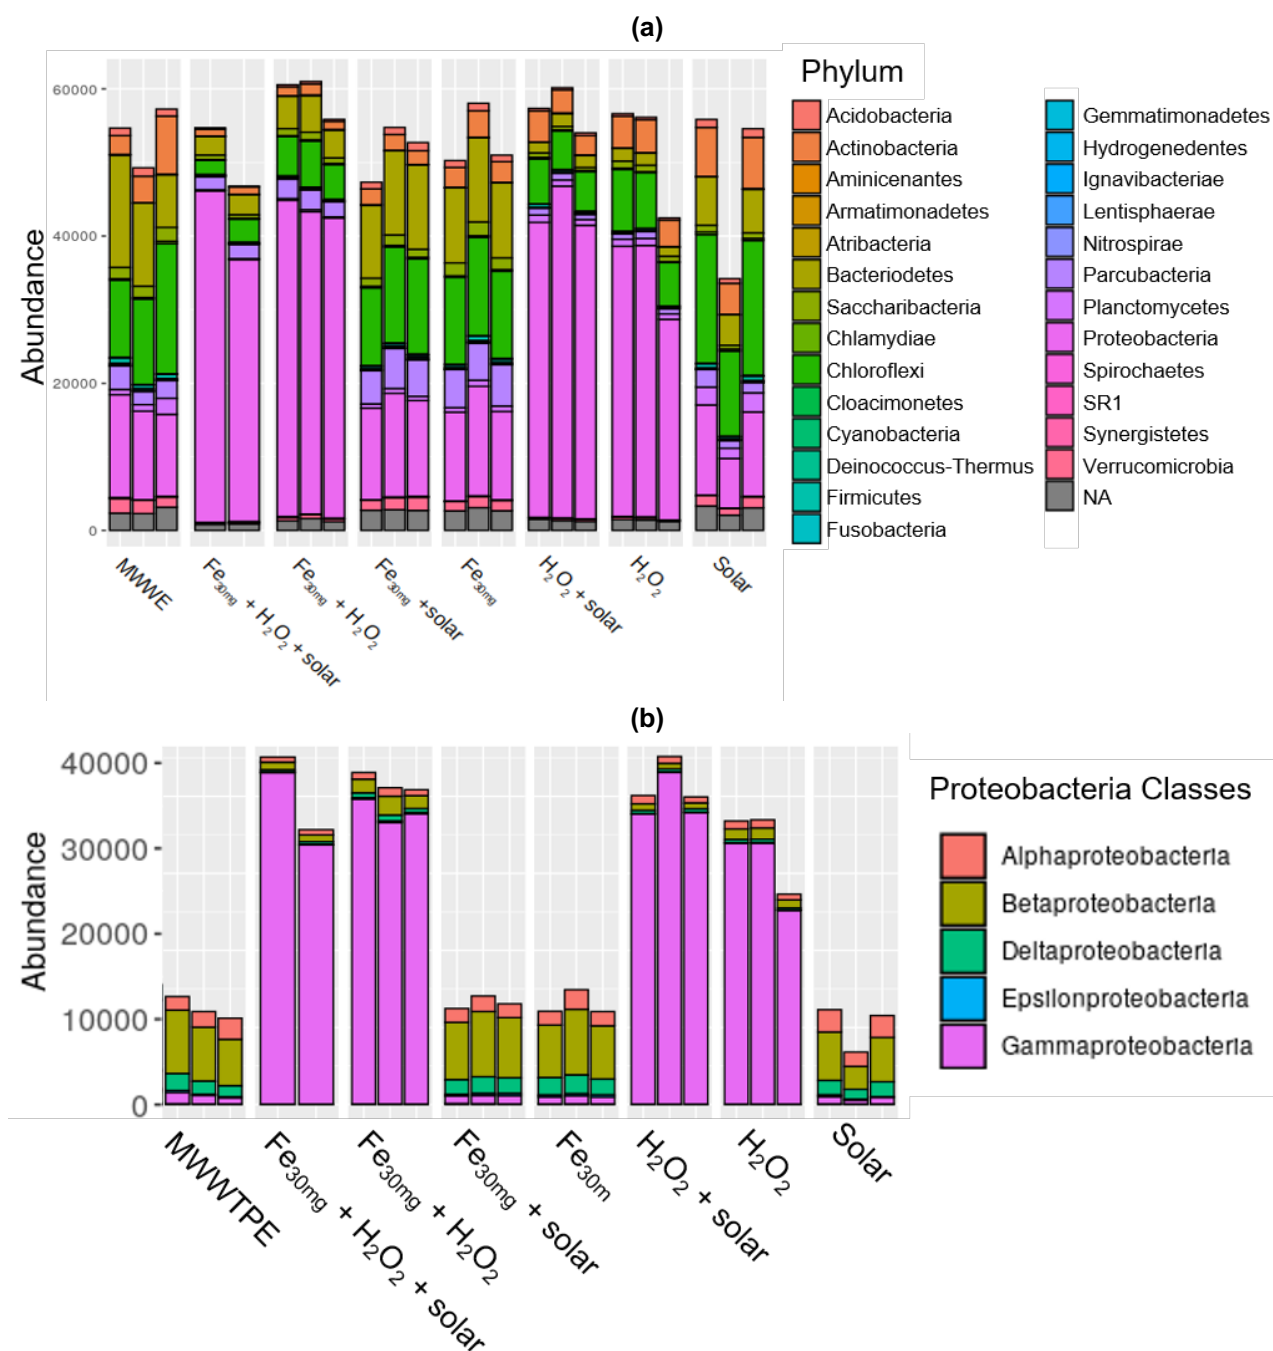 (a)
Phylum
Acidobacteria
Actinobacteria
Aminicenantes
Armatimonadetes
Atribacteria
Bacteriodetes
Saccharibacteria
Chlamydiae
Chloroflexi
Cloacimonetes
Cyanobacteria
Deinococcus-Thermus
Firmicutes
Fusobacteria
Gemmatimonadetes
Hydrogenedentes
Ignavibacteriae
Lentisphaerae
Nitrospirae
Parcubacteria
Planctomycetes
Proteobacteria
Spirochaetes
SR1
Synergistetes
Verrucomicrobia
NA
Abundance
60000
40000
20000
0
MWWE
Fe30mg + H2O2 + solar
Fe30mg + H2O2
Fe30mg +solar
Fe30mg
H2O2 + solar
H2O2
Solar
(b)
Abundance
40000
30000
20000
10000
0
Proteobacteria Classes
Alphaproteobacteria
Betaproteobacteria
Deltaproteobacteria
Epsilonproteobacteria
Gammaproteobacteria
MWWTPE
Fe30mg + H2O2 + solar
Fe30mg + H2O2
Fe30mg + solar
Fe30m
H2O2 + solar
H2O2
Solar